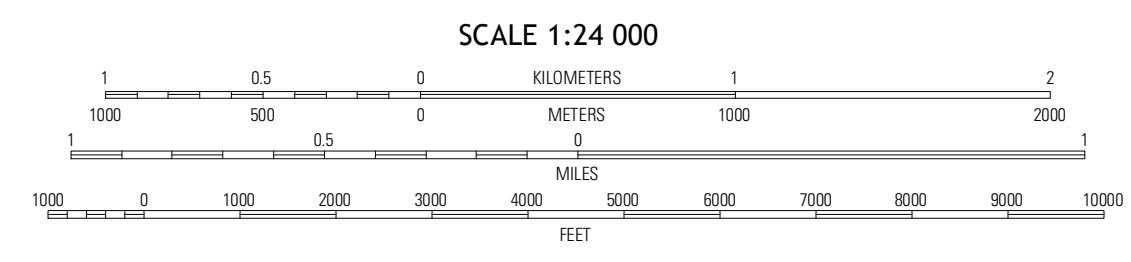 SCALE 1:24 000
1 0.5 0 KILOMETERS 1 2
1000 500 0 METERS 1000 2000
1 0.5 0 1
MILES
1000 0 1000 2000 3000 4000 5000 6000 7000 8000 9000 10000
FEET